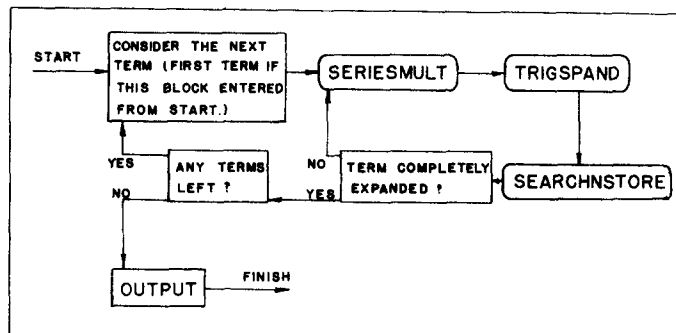 START
CONSIDER THE NEXT
TERM (FIRST TERM IF
THIS BLOCK ENTERED
FROM START.)
SERIESMULT
TRIGSPAND
YES
ANY TERMS
LEFT ?
NO
NO
TERM COMPLETELY
EXPANDED ?
YES
SEARCHNSTORE
OUTPUT
FINISH